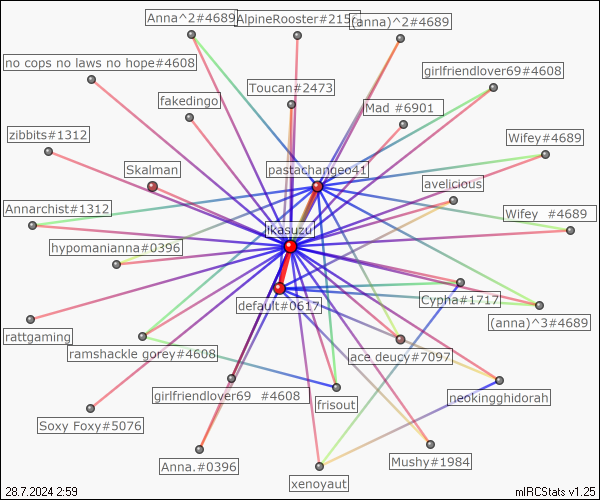 Anna^2#4689
AlpineRooster#215
(anna)^2#4689
no cops no laws no hope#4608
girlfriendlover69#4608
Toucan#2473
fakedingo
Mad #6901
zibbits#1312
Wifey#4689
Skalman
pastachangeo41
avelicious
Annarchist#1312
Wifey #4689
ikasuzu
hypomanianna#0396
default#0617
Cypha#1717
(anna)^3#4689
rattgaming
ramshackle gorey#4608
ace deucy#7097
girlfriendlover69 #4608
frisout
neokingghidorah
Soxy Foxy#5076
Anna.#0396
Mushy#1984
xenoyaut
28.7.2024 2:59
mIRCStats v1.25